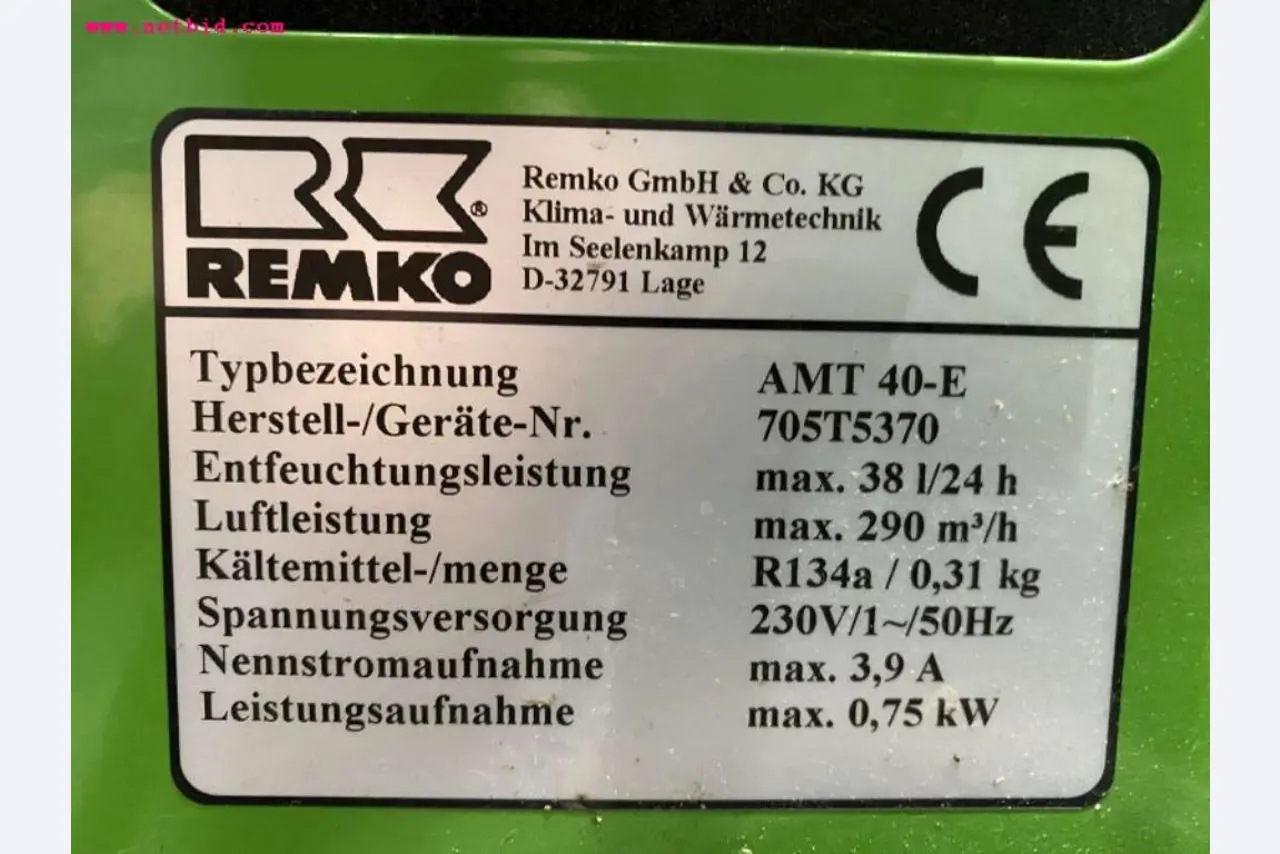 www.netbid.com
REMKO
®
Remko GmbH & Co. KG
Klima- und Wärmetechnik
Im Seelenkamp 12
D-32791 Lage
CE
Typbezeichnung AMT 40-E
Herstell-/Geräte-Nr. 705T5370
Entfeuchtungsleistung max. 38 l/24 h
Luftleistung max. 290 m³/h
Kältemittel-/menge R134a / 0,31 kg
Spannungsversorgung 230V/1~/50Hz
Nennstromaufnahme max. 3,9 A
Leistungsaufnahme max. 0,75 kW